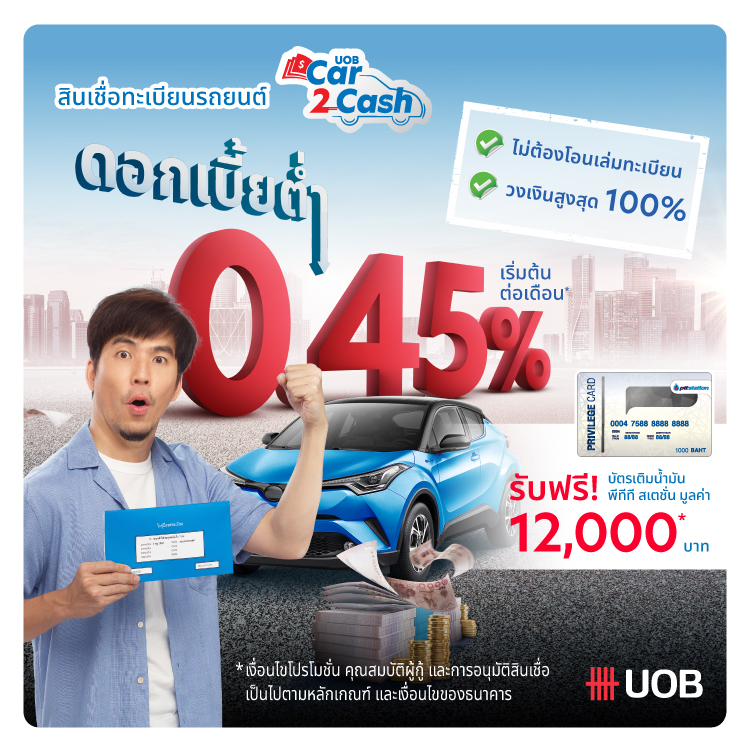 สินเชื่อทะเบียนรถยนต์
UOB
Car
2 Cash
ไม่ต้องโอนเล่มทะเบียน
วงเงินสูงสุด 100%
ดอกเบี้ยต่ำ
0.45%
เริ่มต้น
ต่อเดือน*
pttstation
PRIVILEGE CARD
0004 7588 8888 8888
88/88 88/88
1000 BAHT
รับฟรี!
บัตรเติมน้ำมัน
พีทีที สเตชั่น มูลค่า
12,000*
บาท
*เงื่อนไขโปรโมชั่น คุณสมบัติผู้กู้ และการอนุมัติสินเชื่อ
เป็นไปตามหลักเกณฑ์ และเงื่อนไขของธนาคาร
UOB